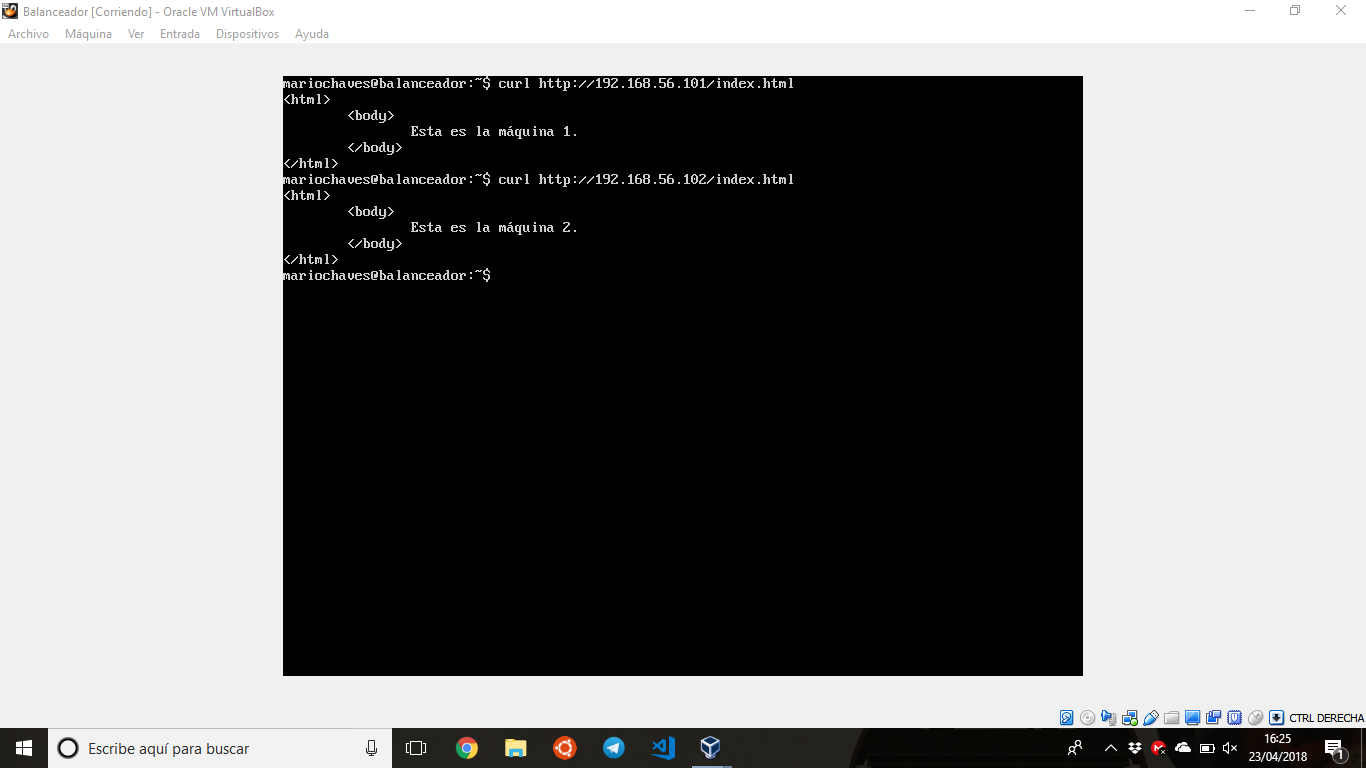 Balanceador [Corriendo] - Oracle VM VirtualBox
Archivo Máquina Ver Entrada Dispositivos Ayuda
mariochaves@balanceador:~$ curl http://192.168.56.101/index.html
<html>
<body>
Esta es la máquina 1.
</body>
</html>
mariochaves@balanceador:~$ curl http://192.168.56.102/index.html
<html>
<body>
Esta es la máquina 2.
</body>
</html>
mariochaves@balanceador:~$
CTRL DERECHA
Escribe aquí para buscar
16:25
23/04/2018
1